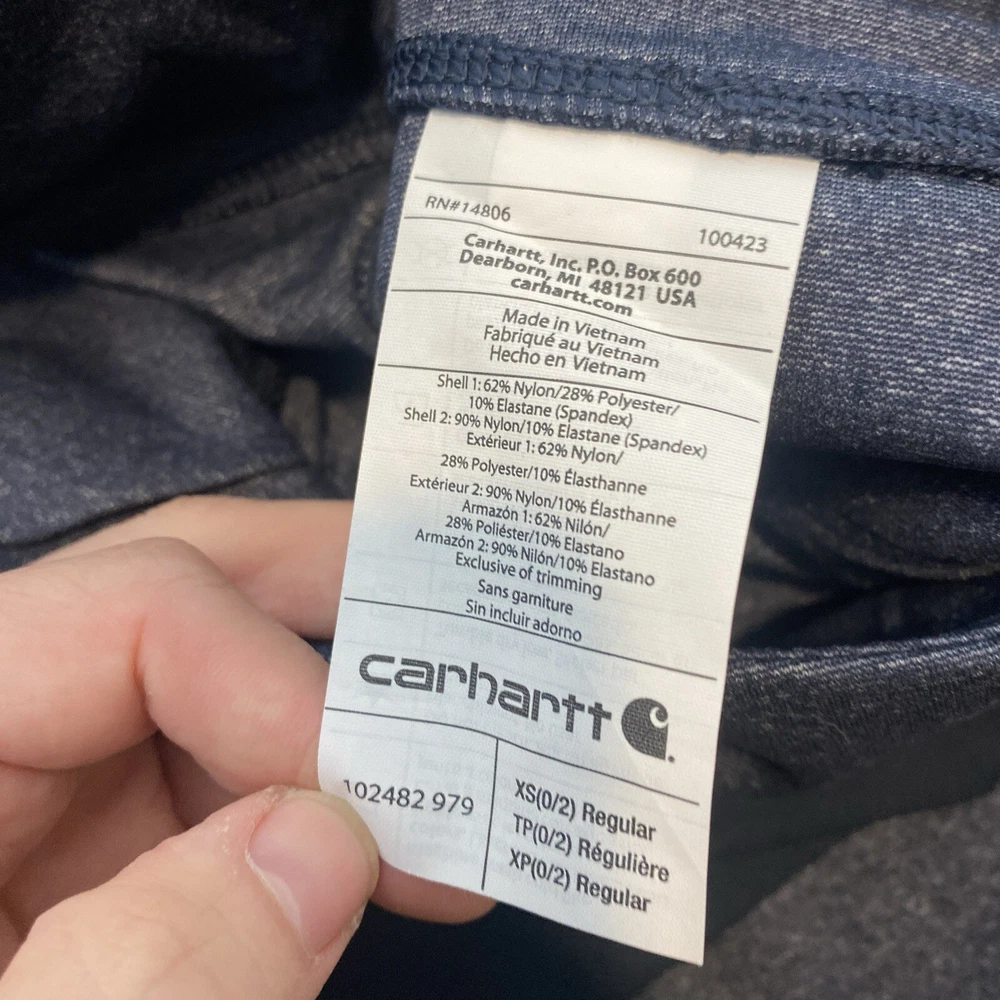 RN#14806
100423
Carhartt, Inc. P.O. Box 600
Dearborn, MI 48121 USA
carhartt.com
Made in Vietnam
Fabriqué au Vietnam
Hecho en Vietnam
Shell 1: 62% Nylon/28% Polyester/
10% Elastane (Spandex)
Shell 2: 90% Nylon/10% Elastane (Spandex)
Extérieur 1: 62% Nylon/
28% Polyester/10% Élasthanne
Extérieur 2: 90% Nylon/10% Élasthanne
Armazón 1: 62% Nilón/
28% Poliéster/10% Elastano
Armazón 2: 90% Nilón/10% Elastano
Exclusive of trimming
Sans garniture
Sin incluir adorno
carhartt
102482 979
XS(0/2) Regular
TP(0/2) Régulière
XP(0/2) Regular